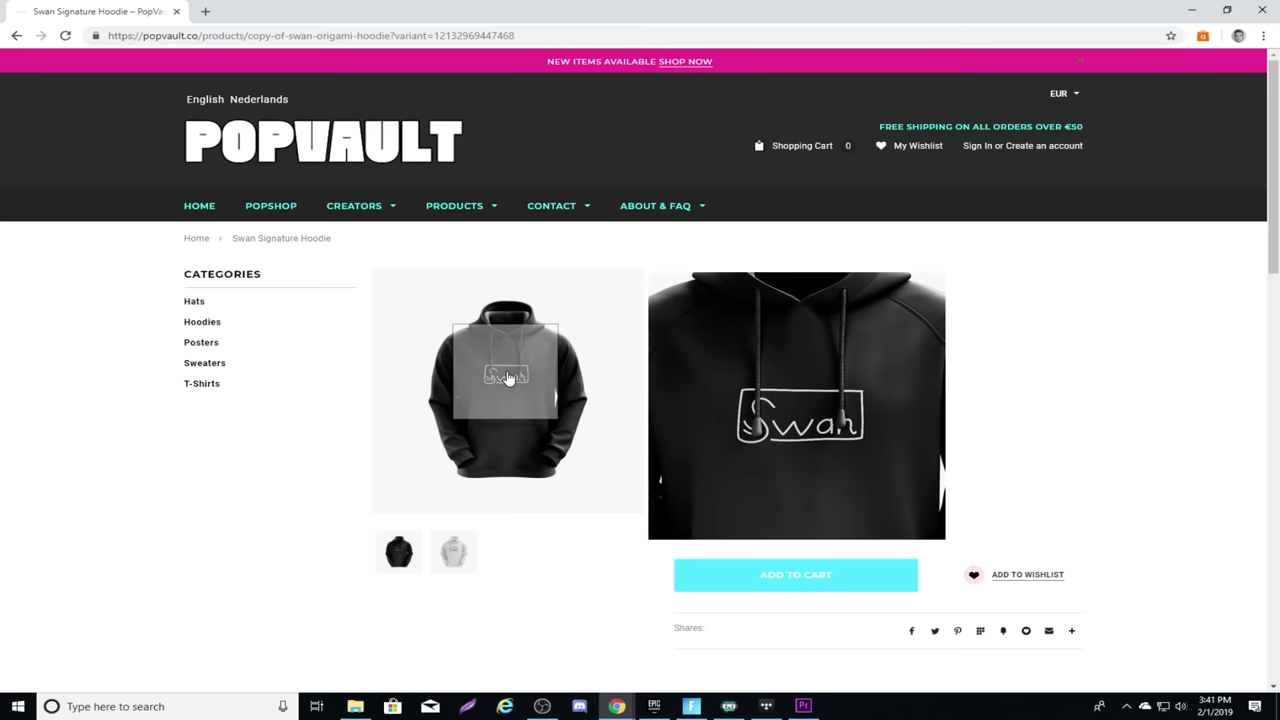 Swan Signature Hoodie – PopVau
https://popvault.co/products/copy-of-swan-origami-hoodie?variant=12132969447468
NEW ITEMS AVAILABLE SHOP NOW
English Nederlands
EUR
POPVAULT
FREE SHIPPING ON ALL ORDERS OVER €50
Shopping Cart 0 My Wishlist Sign In or Create an account
HOME POPSHOP CREATORS PRODUCTS CONTACT ABOUT & FAQ
Home Swan Signature Hoodie
CATEGORIES
Hats
Hoodies
Posters
Sweaters
T-Shirts
Swan
Swan
ADD TO CART
ADD TO WISHLIST
Shares:
Type here to search
EPIC
F
Pr
3:41 PM
2/1/2019